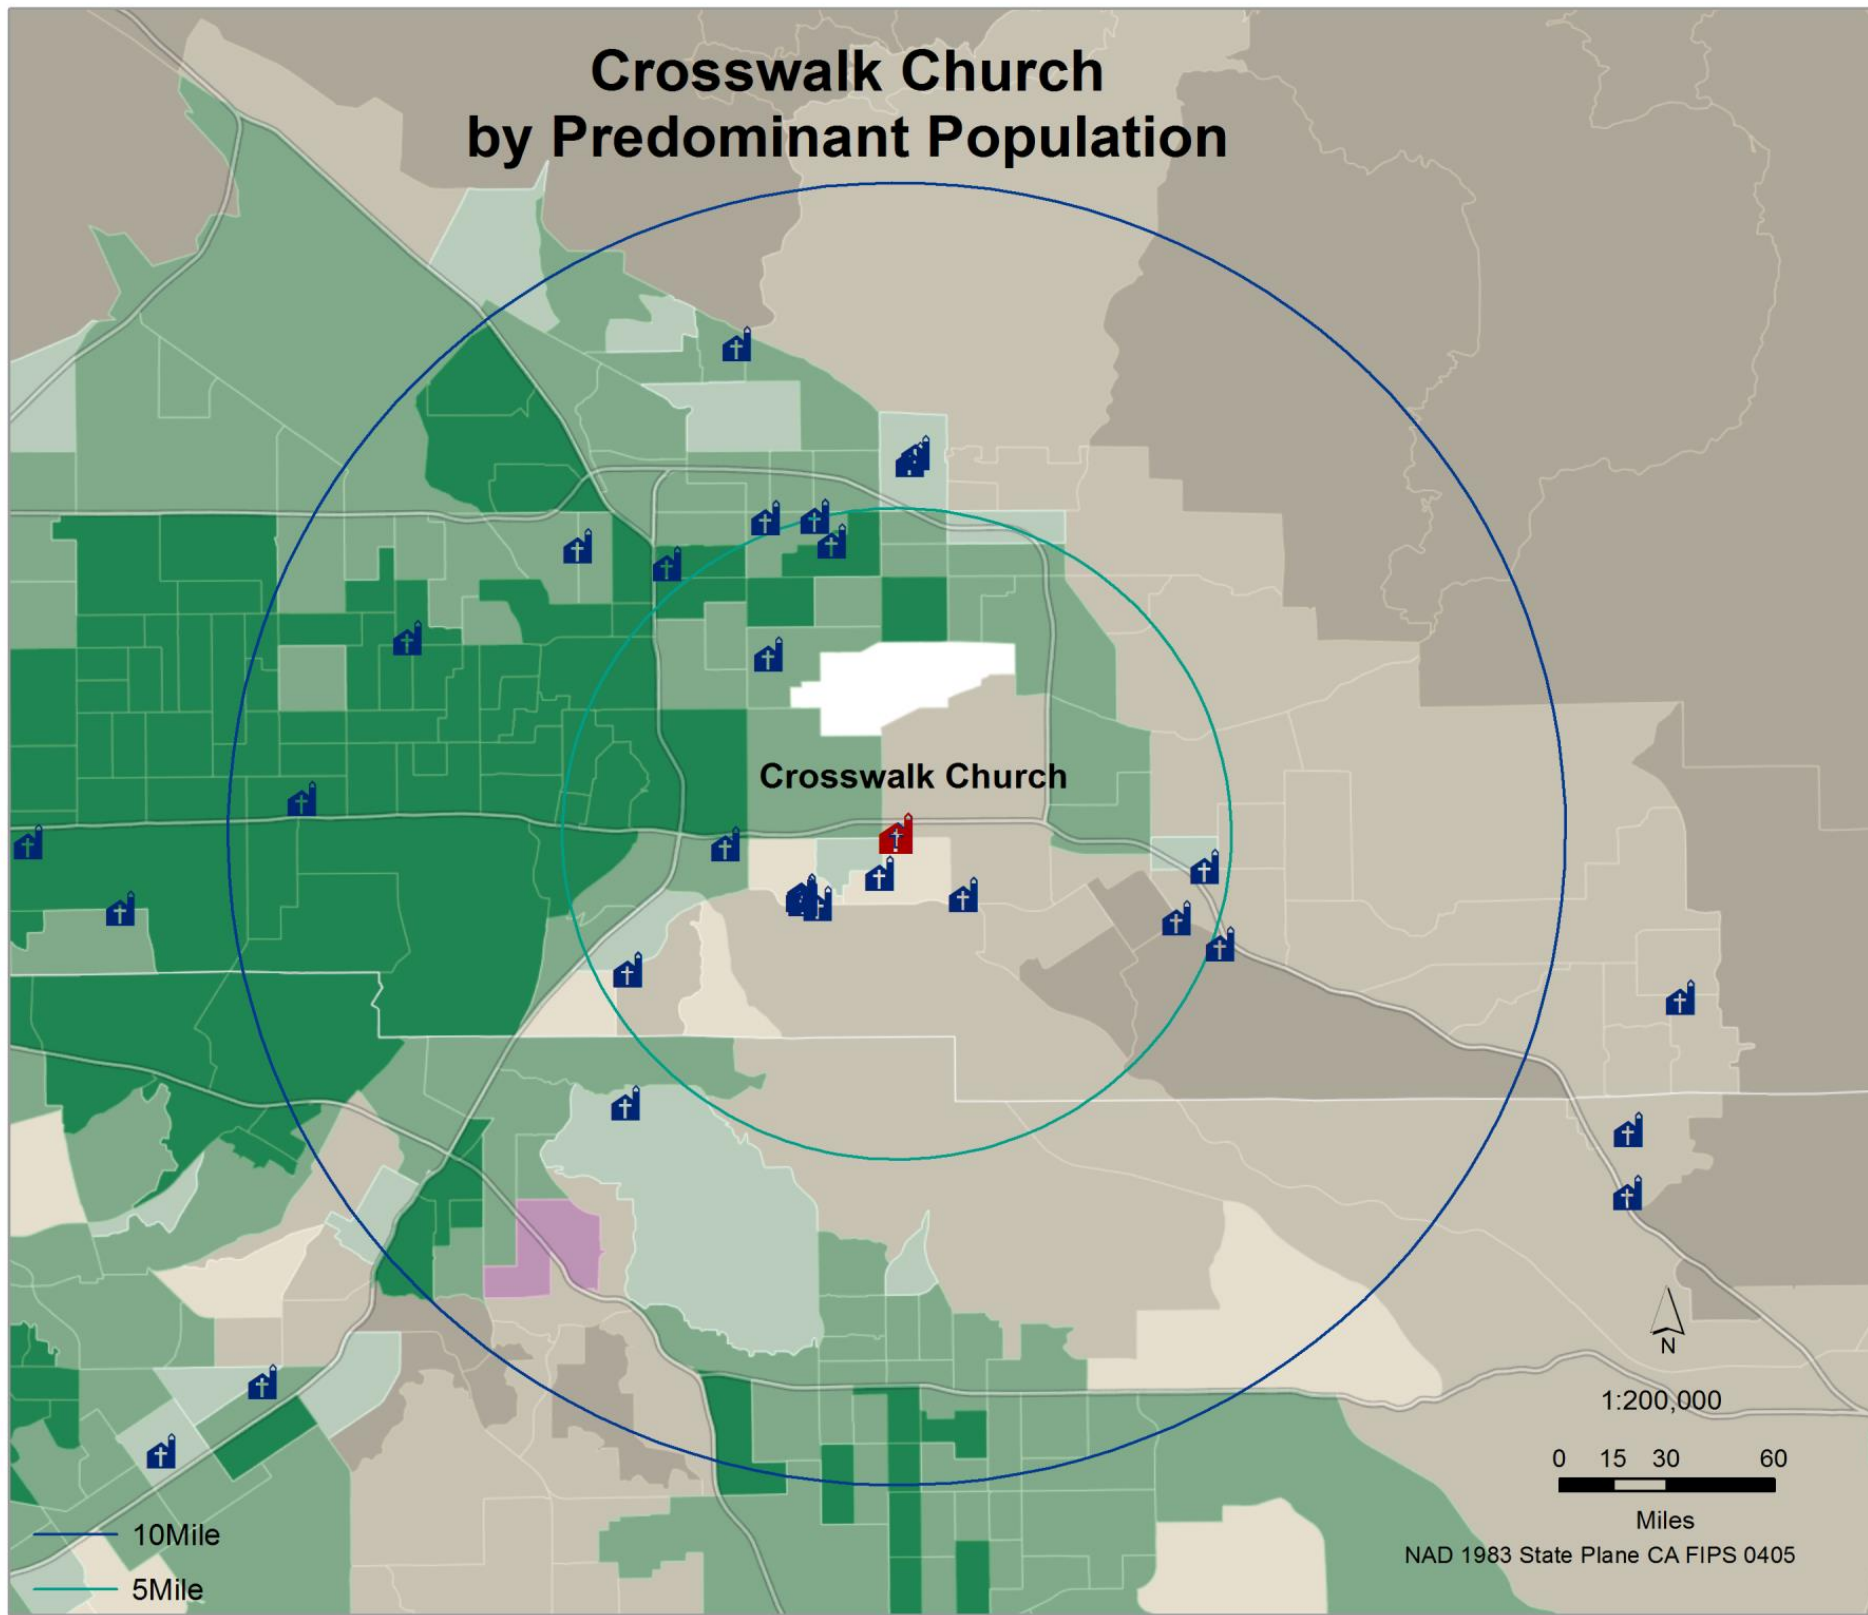 Crosswalk Church
by Predominant Population
Crosswalk Church
N
1:200,000
0 15 30 60
Miles
NAD 1983 State Plane CA FIPS 0405
10Mile
5Mile